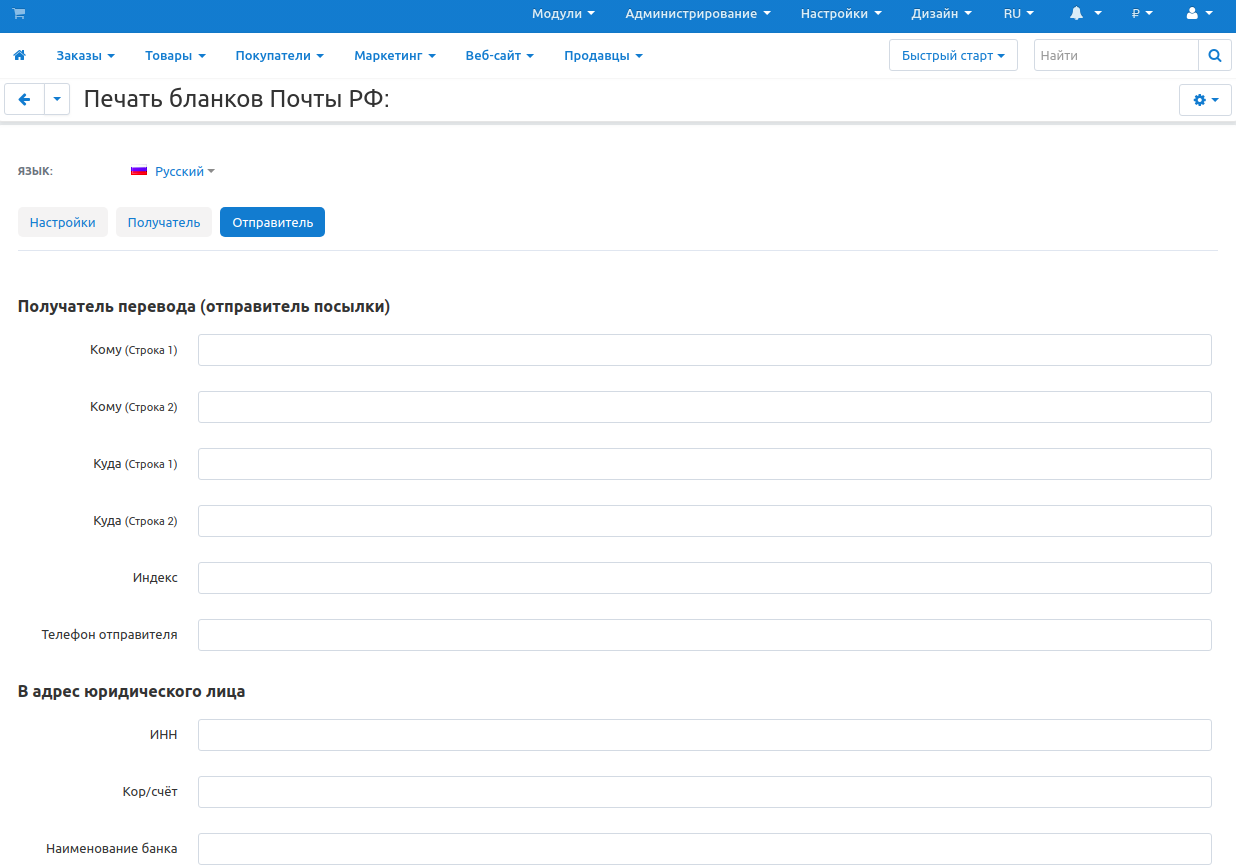 Модули Администрирование Настройки Дизайн RU ₽
Заказы Товары Покупатели Маркетинг Веб-сайт Продавцы Быстрый старт Найти
Печать бланков Почты РФ:
ЯЗЫК: Русский
Настройки Получатель Отправитель
Получатель перевода (отправитель посылки)
Кому (Строка 1)
Кому (Строка 2)
Куда (Строка 1)
Куда (Строка 2)
Индекс
Телефон отправителя
В адрес юридического лица
ИНН
Кор/счёт
Наименование банка